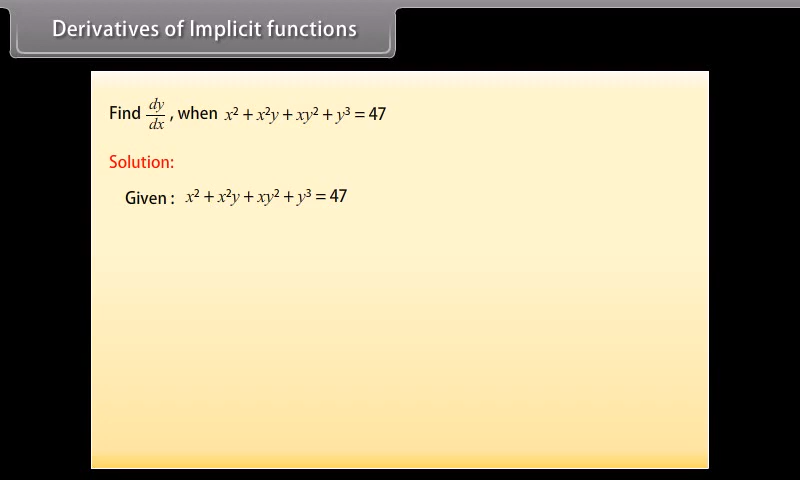 Derivatives of Implicit functions
Find dy/dx, when x² + x²y + xy² + y³ = 47
Solution:
Given : x² + x²y + xy² + y³ = 47